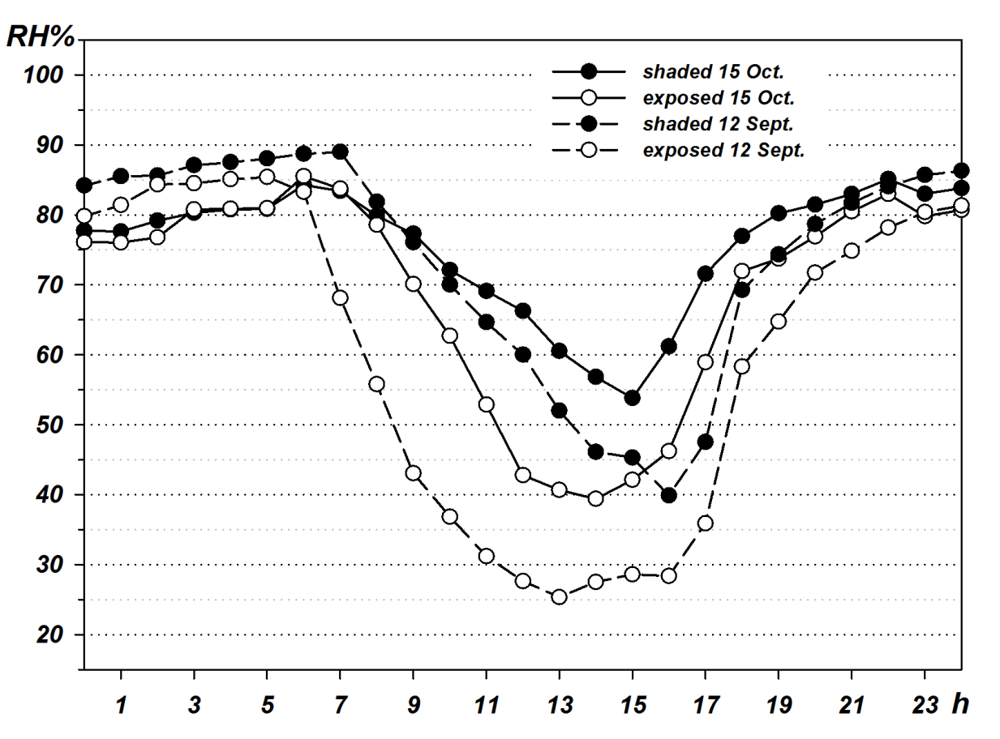 RH%
100
90
80
70
60
50
40
30
20
shaded 15 Oct.
exposed 15 Oct.
shaded 12 Sept.
exposed 12 Sept.
1 3 5 7 9 11 13 15 17 19 21 23 h